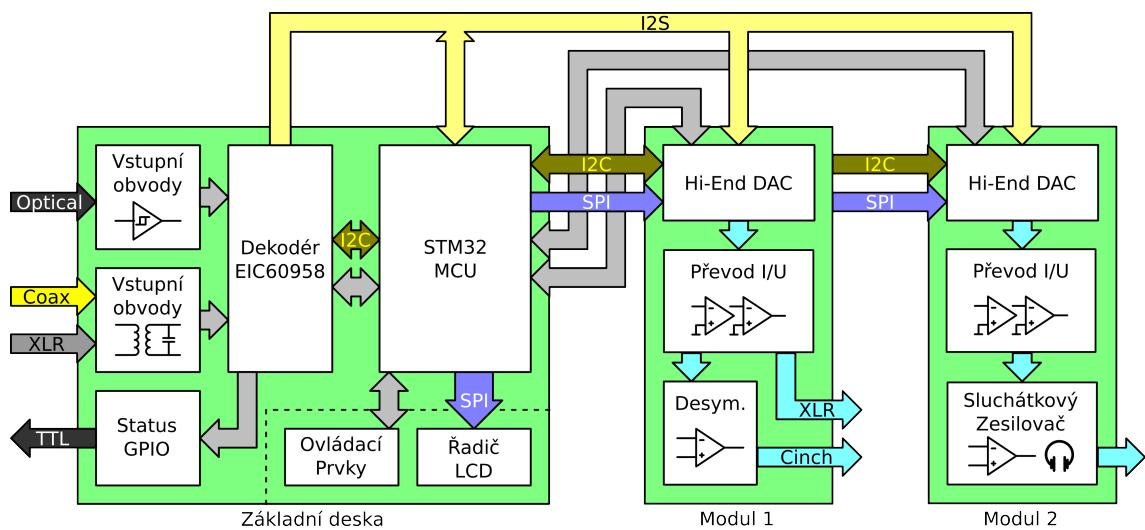 I2S
Optical
Vstupní
obvody
Dekodér
EIC60958
I2C
STM32
MCU
I2C
SPI
Hi-End DAC
I2C
SPI
Hi-End DAC
Coax
XLR
Vstupní
obvody
Převod I/U
Převod I/U
TTL
Status
GPIO
SPI
Ovládací
Prvky
Řadič
LCD
Desym.
XLR
Cinch
Sluchátkový
Zesilovač
Základní deska
Modul 1
Modul 2